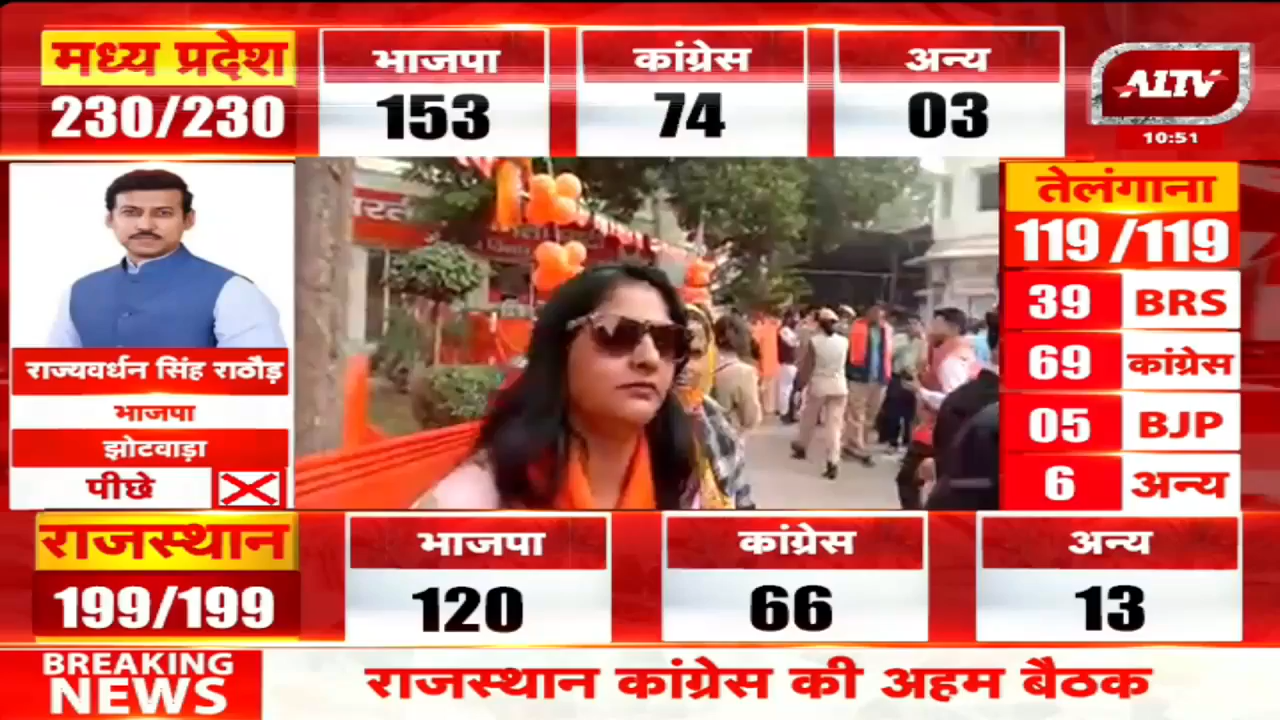 मध्य प्रदेश
230/230
भाजपा
153
कांग्रेस
74
अन्य
03
AITV
10:51
राज्यवर्धन सिंह राठौड़
भाजपा
झोटवाड़ा
पीछे
तेलंगाना
119/119
39 BRS
69 कांग्रेस
05 BJP
6 अन्य
राजस्थान
199/199
भाजपा
120
कांग्रेस
66
अन्य
13
BREAKING
NEWS
राजस्थान कांग्रेस की अहम बैठक